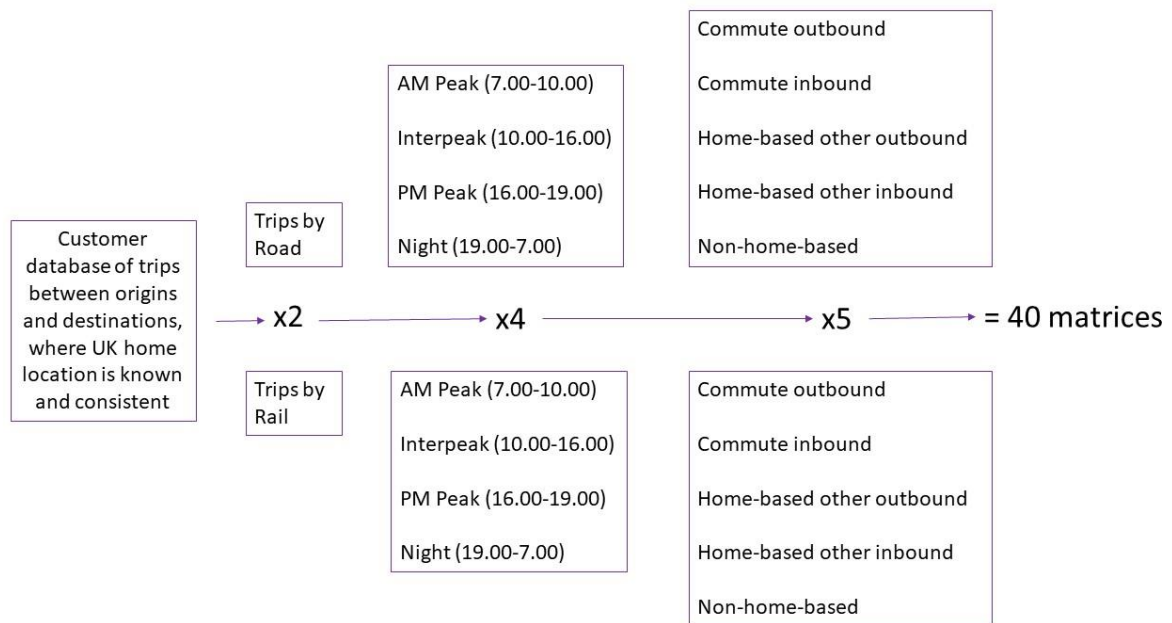 Customer
database of trips
between origins
and destinations,
where UK home
location is known
and consistent
Trips by
Road
AM Peak (7.00-10.00)
Interpeak (10.00-16.00)
PM Peak (16.00-19.00)
Night (19.00-7.00)
Commute outbound
Commute inbound
Home-based other outbound
Home-based other inbound
Non-home-based
x2
x4
x5
= 40 matrices
Trips by
Rail
AM Peak (7.00-10.00)
Interpeak (10.00-16.00)
PM Peak (16.00-19.00)
Night (19.00-7.00)
Commute outbound
Commute inbound
Home-based other outbound
Home-based other inbound
Non-home-based